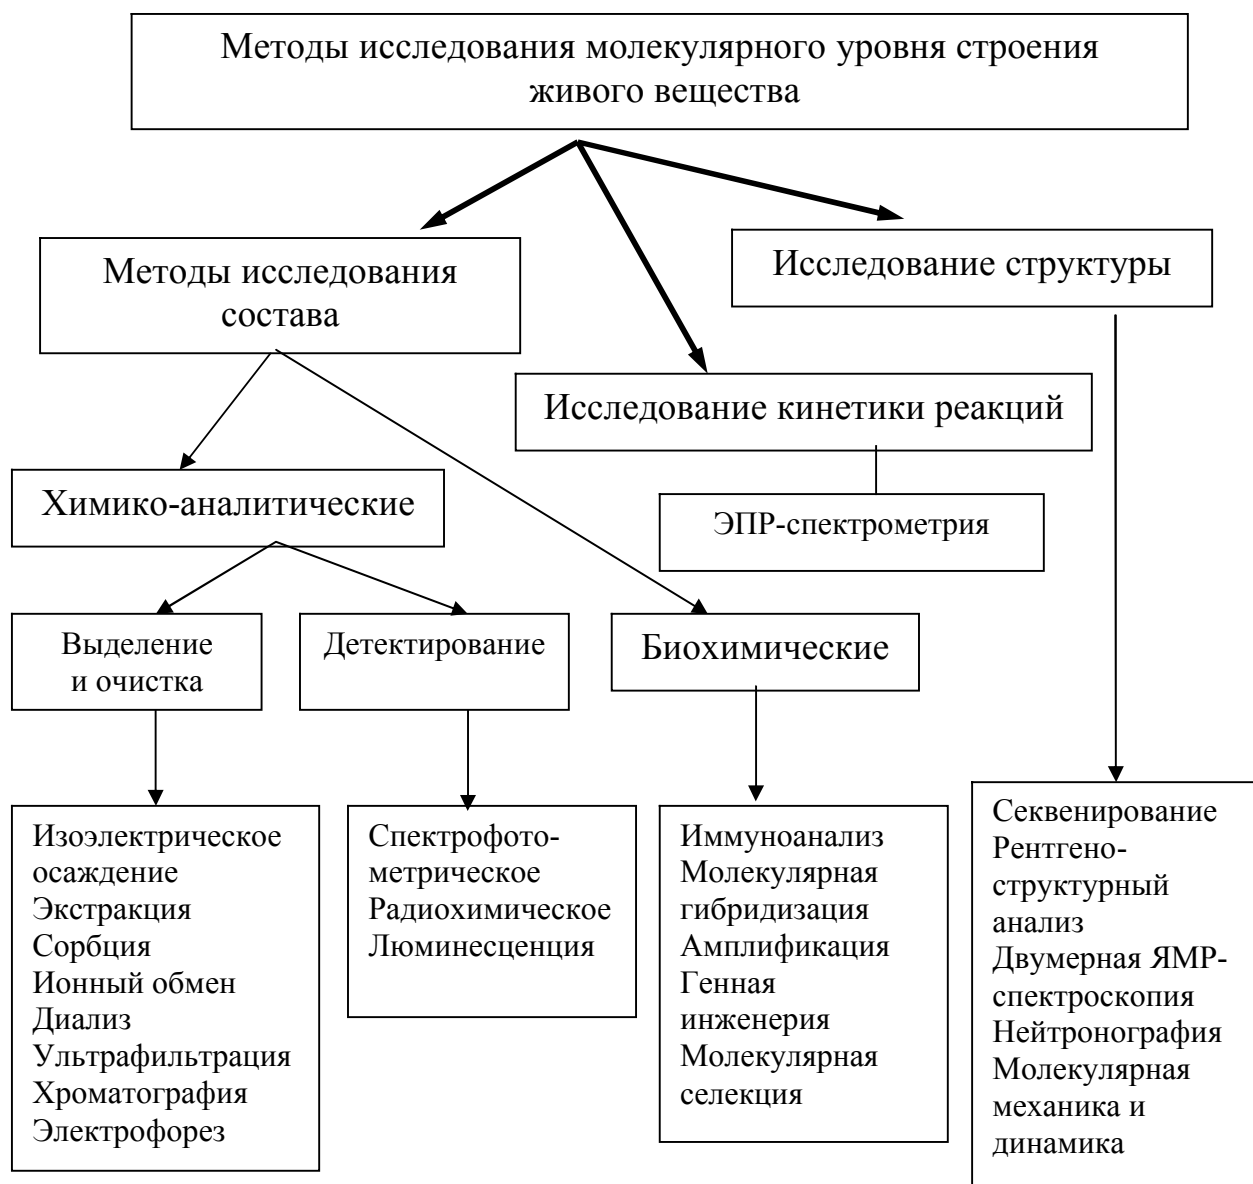 Методы исследования молекулярного уровня строения
живого вещества
Методы исследования
состава
Исследование структуры
Исследование кинетики реакций
Химико-аналитические
ЭПР-спектрометрия
Выделение
и очистка
Детектирование
Биохимические
Изоэлектрическое
осаждение
Экстракция
Сорбция
Ионный обмен
Диализ
Ультрафильтрация
Хроматография
Электрофорез
Спектрофото-
метрическое
Радиохимическое
Люминесценция
Иммуноанализ
Молекулярная
гибридизация
Амплификация
Генная
инженерия
Молекулярная
селекция
Секвенирование
Рентгено-
структурный
анализ
Двумерная ЯМР-
спектроскопия
Нейтронография
Молекулярная
механика и
динамика